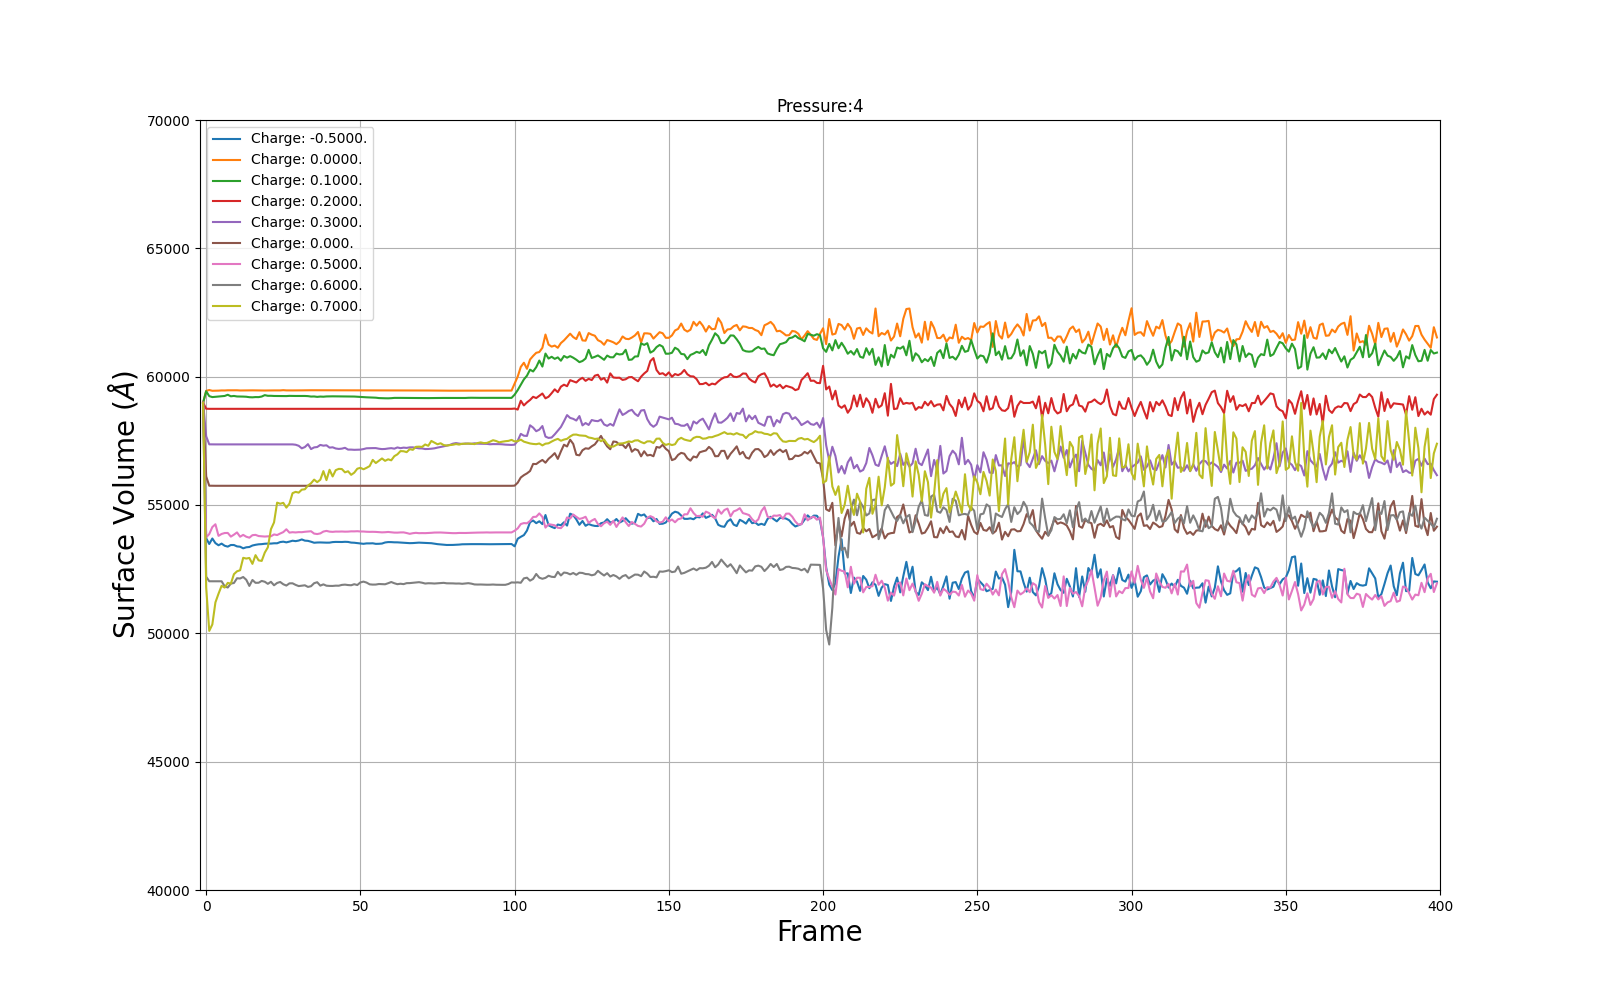 Pressure:4
70000
65000
60000
55000
50000
45000
40000
Surface Volume (Å)
Charge: -0.5000.
Charge: 0.0000.
Charge: 0.1000.
Charge: 0.2000.
Charge: 0.3000.
Charge: 0.000.
Charge: 0.5000.
Charge: 0.6000.
Charge: 0.7000.
0 50 100 150 200 250 300 350 400
Frame